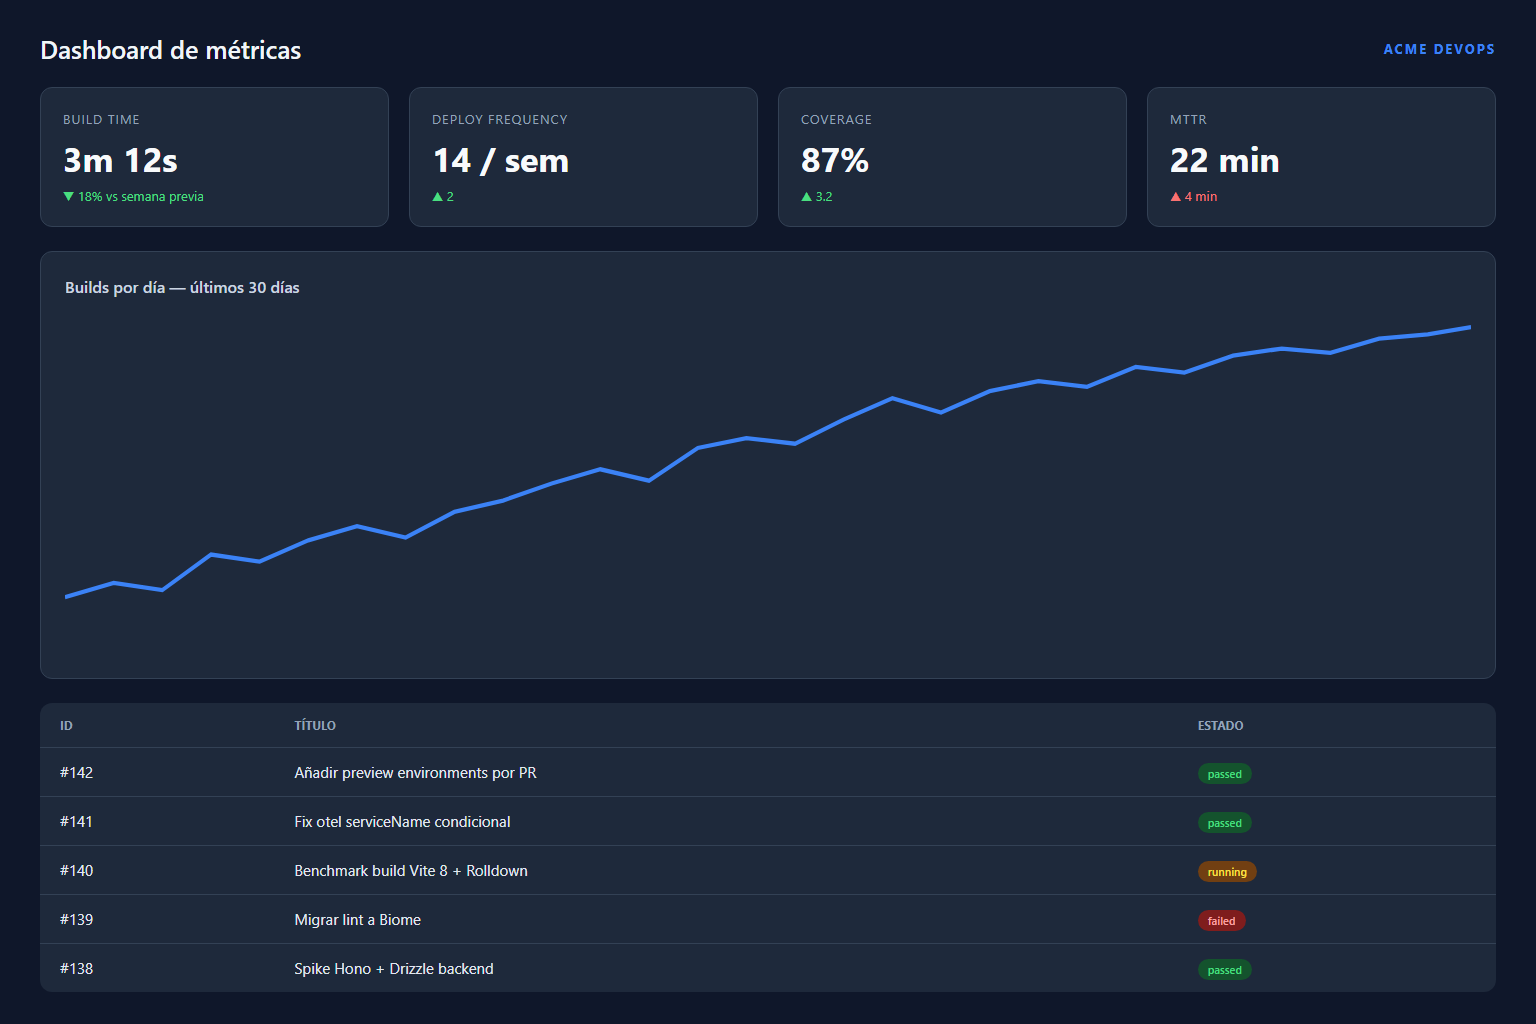 Dashboard de métricas
ACME DEVOPS
BUILD TIME
3m 12s
▼ 18% vs semana previa
DEPLOY FREQUENCY
14 / sem
▲ 2
COVERAGE
87%
▲ 3.2
MTTR
22 min
▲ 4 min
Builds por día — últimos 30 días
ID TÍTULO ESTADO
#142 Añadir preview environments por PR passed
#141 Fix otel serviceName condicional passed
#140 Benchmark build Vite 8 + Rolldown running
#139 Migrar lint a Biome failed
#138 Spike Hono + Drizzle backend passed